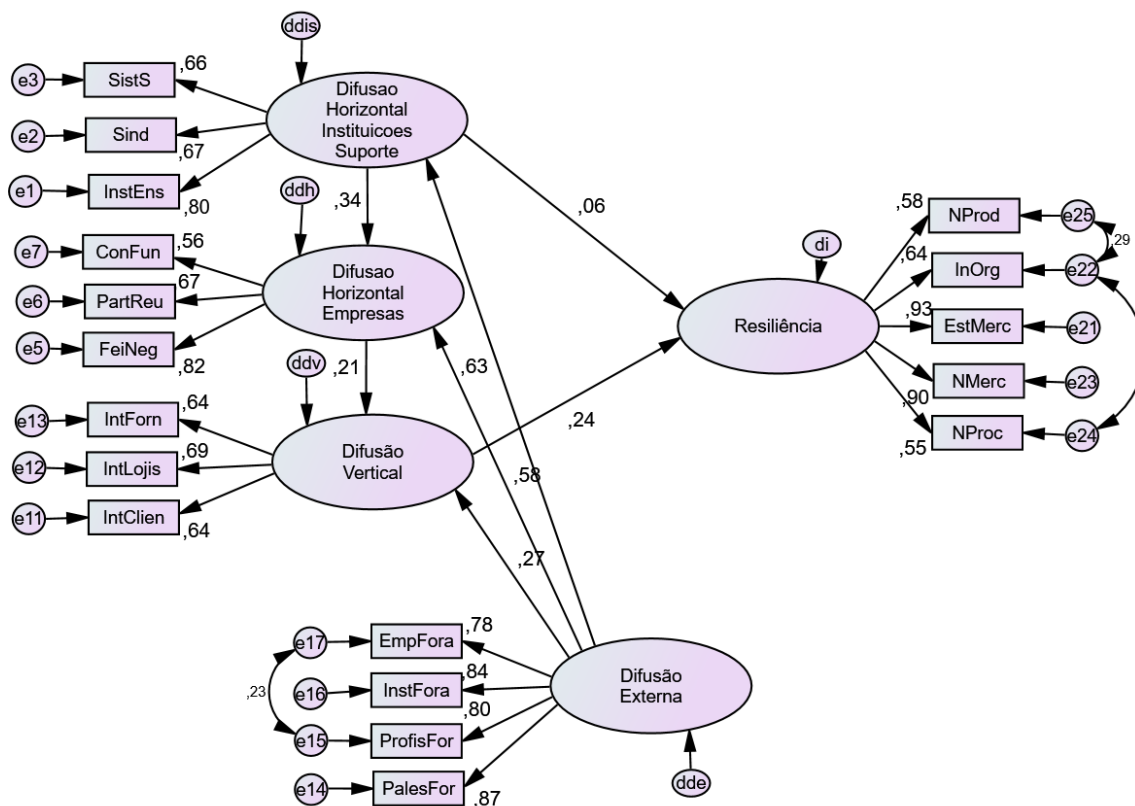 ddis
e3
SistS
,66
Difusao
Horizontal
Instituicoes
Suporte
e2
Sind
,67
e1
InstEns
,80
ddh
,34
,06
e7
ConFun
,56
e6
PartReu
,67
Difusao
Horizontal
Empresas
e5
FeiNeg
,82
ddv
,21
,63
e13
IntForn
,64
e12
IntLojis
,69
Difusão
Vertical
e11
IntClien
,64
,24
,58
,27
di
Resiliência
,58
NProd
e25
,29
,64
InOrg
e22
,93
EstMerc
e21
NMerc
e23
,90
NProc
e24
,55
e17
EmpFora
,78
e16
InstFora
,84
,23
,80
e15
ProfisFor
e14
PalesFor
,87
Difusão
Externa
dde